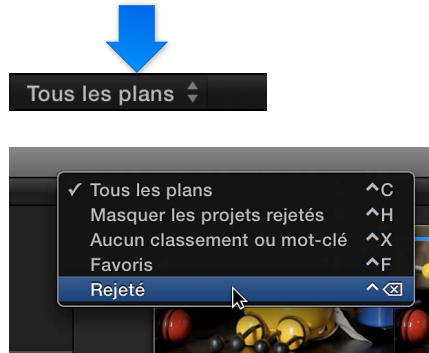 Tous les plans
✓ Tous les plans ^C
Masquer les projets rejetés ^H
Aucun classement ou mot-clé ^X
Favoris ^F
Rejeté ^⌫